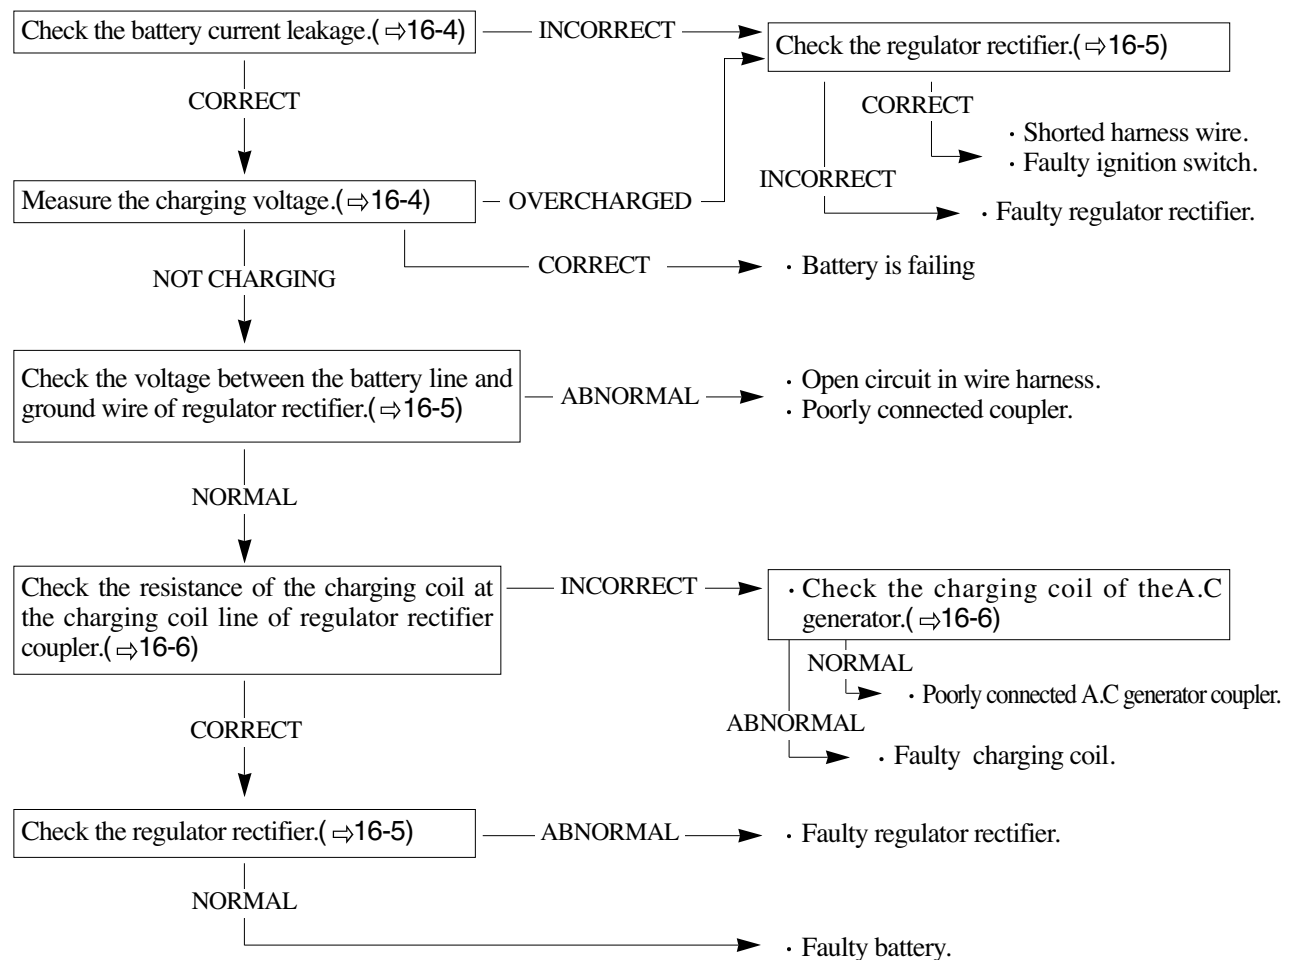 Check the battery current leakage.( ⇨16-4)
INCORRECT
Check the regulator rectifier.( ⇨16-5)
CORRECT
CORRECT
· Shorted harness wire.
· Faulty ignition switch.
INCORRECT
Measure the charging voltage.( ⇨16-4)
OVERCHARGED
· Faulty regulator rectifier.
CORRECT
· Battery is failing
NOT CHARGING
Check the voltage between the battery line and
ground wire of regulator rectifier.( ⇨16-5)
ABNORMAL
· Open circuit in wire harness.
· Poorly connected coupler.
NORMAL
Check the resistance of the charging coil at
the charging coil line of regulator rectifier
coupler.( ⇨16-6)
INCORRECT
· Check the charging coil of theA.C
generator.( ⇨16-6)
NORMAL
· Poorly connected A.C generator coupler.
ABNORMAL
· Faulty charging coil.
CORRECT
Check the regulator rectifier.( ⇨16-5)
ABNORMAL
· Faulty regulator rectifier.
NORMAL
· Faulty battery.